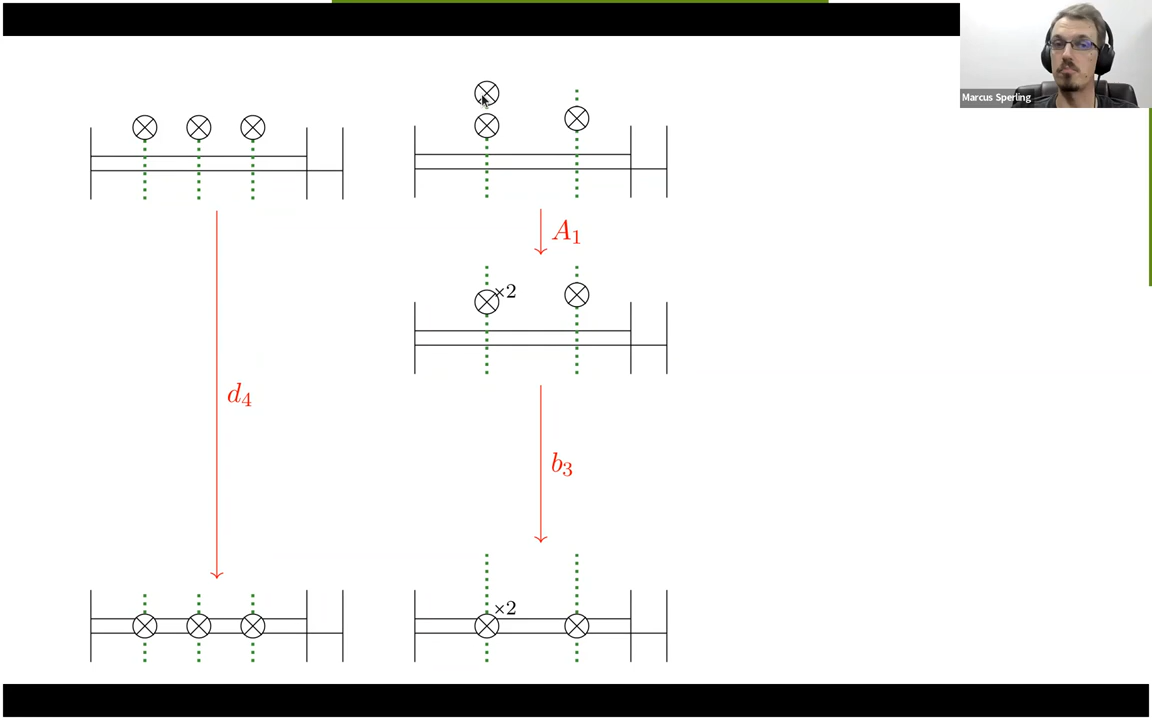 Marcus Sperling
A₁
×2
d₄
b₃
×2